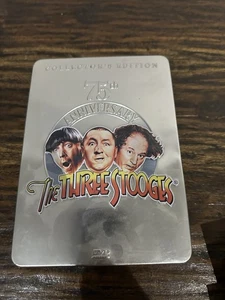 COLLECTOR'S EDITION
75th
ANNIVERSARY
The THREE STOOGES®
DVD